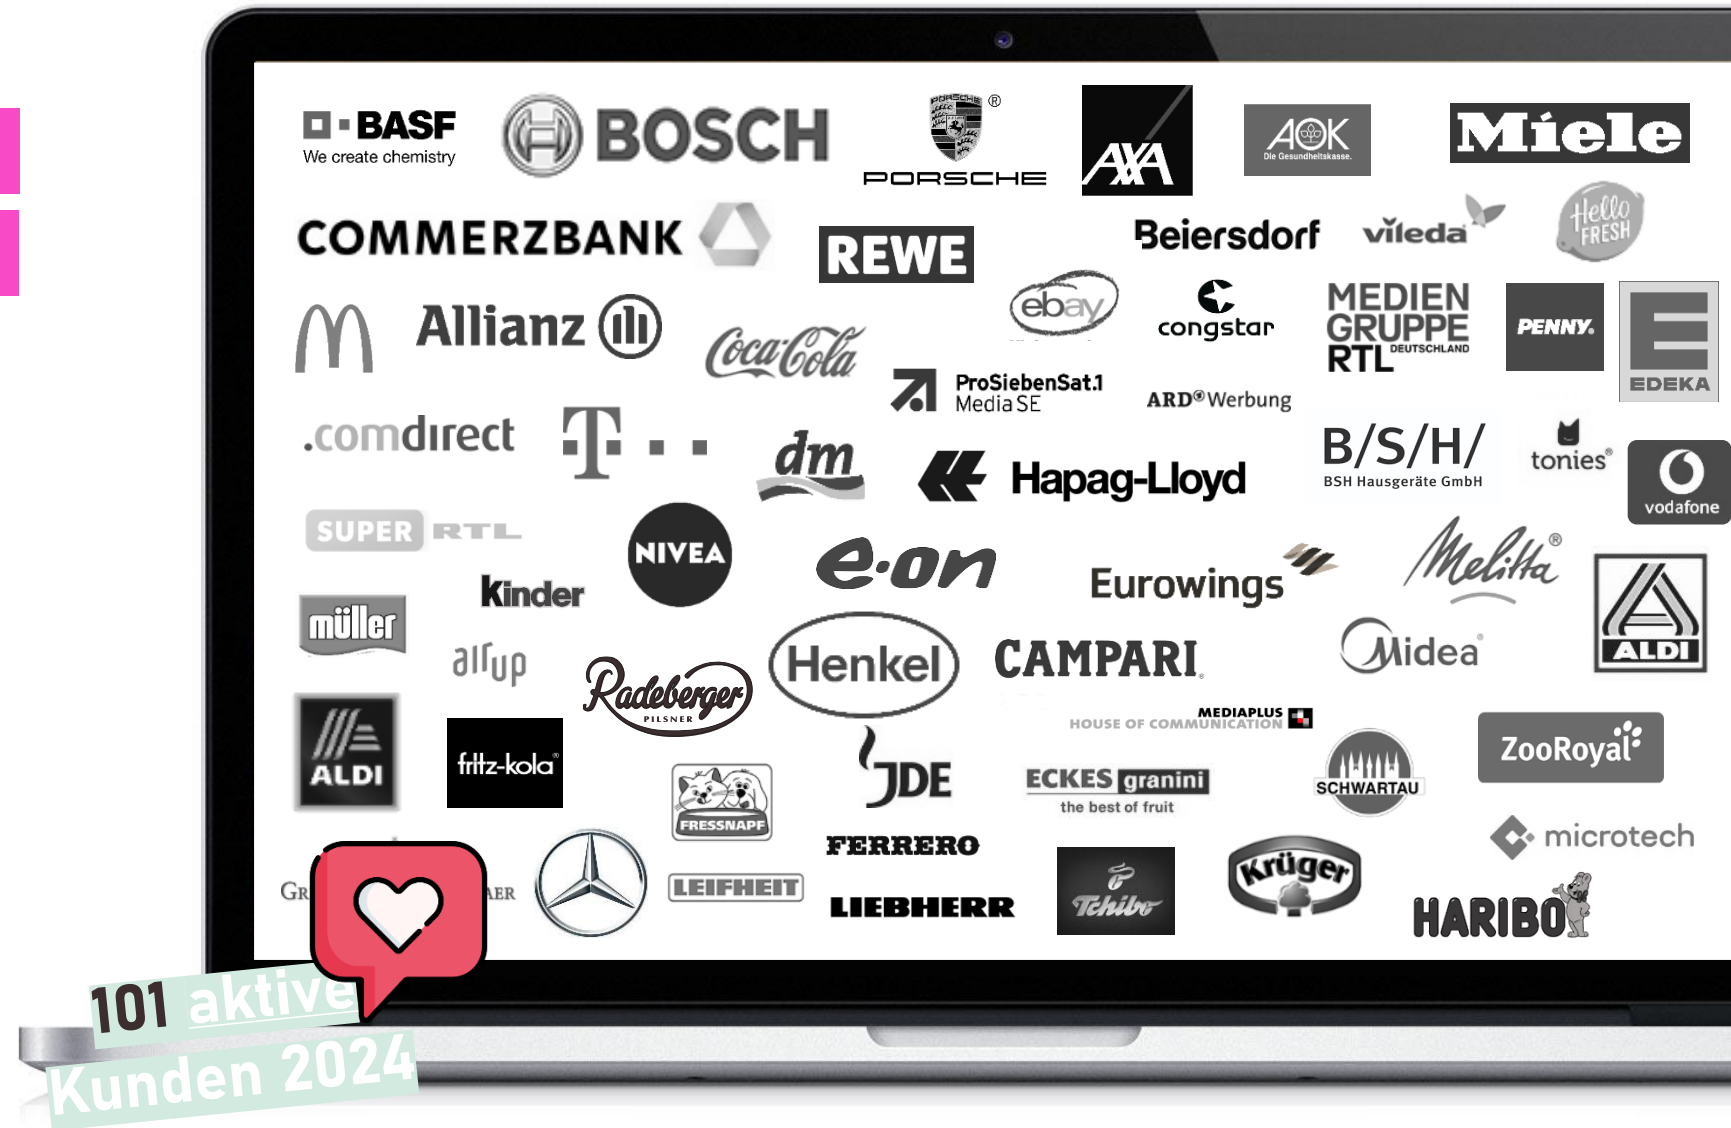 BASF
We create chemistry
BOSCH
PORSCHE
®
PORSCHE
AXA
AOK
Die Gesundheitskasse.
Miele
COMMERZBANK
REWE
Beiersdorf
vileda
Hello
FRESH
Allianz
Coca-Cola
ebay
congstar
MEDIEN
GRUPPE
RTL DEUTSCHLAND
PENNY.
EDEKA
ProSiebenSat.1
Media SE
ARD Werbung
.comdirect
T
dm
Hapag-Lloyd
B/S/H/
BSH Hausgeräte GmbH
tonies®
vodafone
SUPER RTL
NIVEA
e·on
Eurowings
Melitta®
ALDI
kinder
müller
airup
Radeberger
PILSNER
Henkel
CAMPARI
Midea
ALDI
fritz-kola®
MEDIAPLUS
HOUSE OF COMMUNICATION
JDE
ECKES granini
the best of fruit
SCHWARTAU
ZooRoyal
FRESSNAPF
FERRERO
microtech
LEIFHEIT
LIEBHERR
Tchibo
Krüger
HARIBO
101 aktive
Kunden 2024